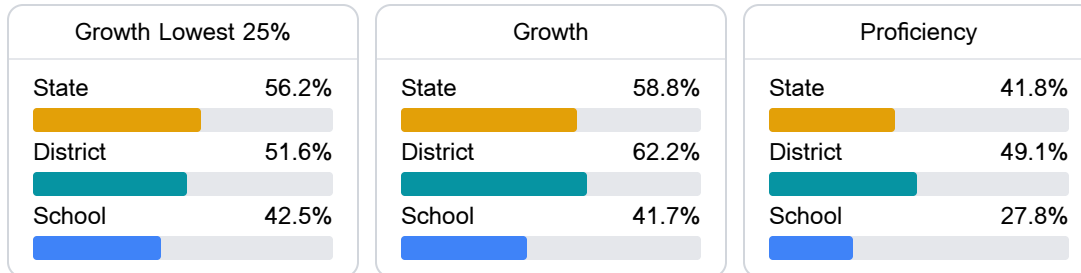 Growth Lowest 25%
State 56.2%
District 51.6%
School 42.5%
Growth
State 58.8%
District 62.2%
School 41.7%
Proficiency
State 41.8%
District 49.1%
School 27.8%